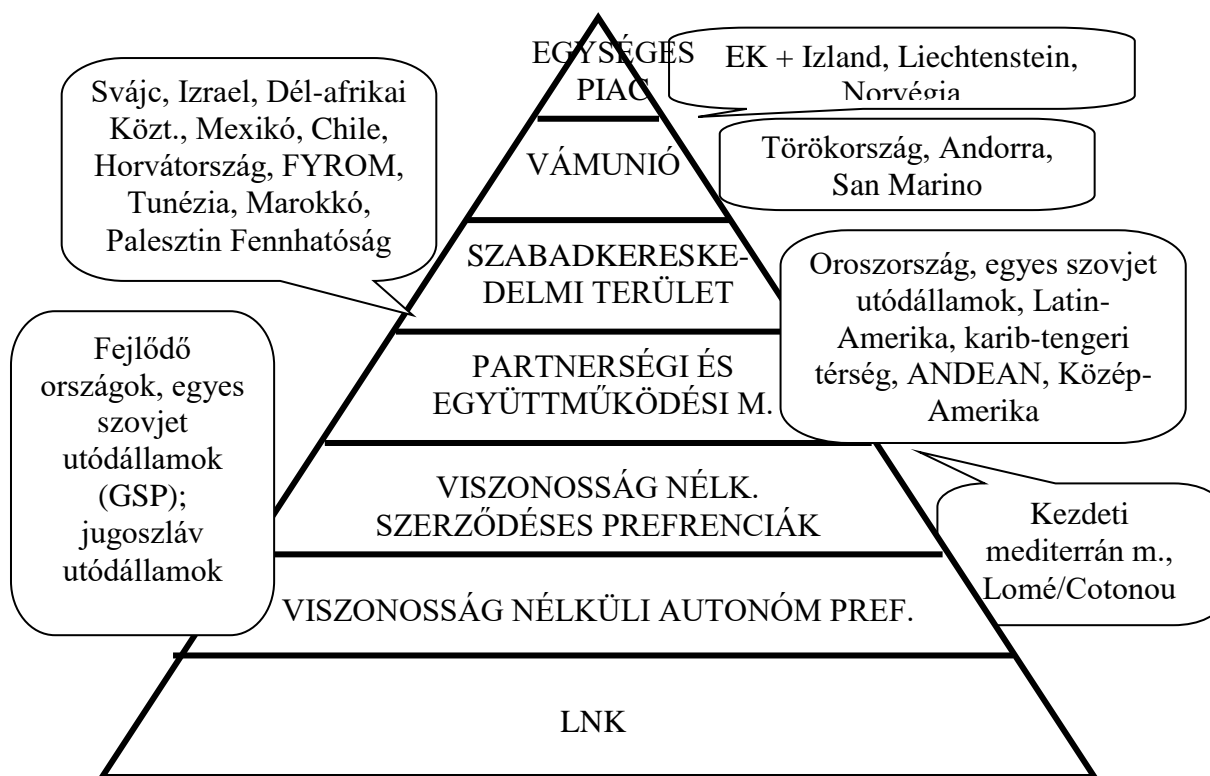 EGYSÉGES
PIAC
EK + Izland, Liechtenstein,
Norvégia
Svájc, Izrael, Dél-afrikai
Közt., Mexikó, Chile,
Horvátország, FYROM,
Tunézia, Marokkó,
Palesztin Fennhatóság
VÁMUNIÓ
Törökország, Andorra,
San Marino
SZABADKERESKE-
DELMI TERÜLET
Oroszország, egyes szovjet
utódállamok, Latin-
Amerika, karib-tengeri
térség, ANDEAN, Közép-
Amerika
Fejlődő
országok, egyes
szovjet
utódállamok
(GSP);
jugoszláv
utódállamok
PARTNERSÉGI ÉS
EGYÜTTMŰKÖDÉSI M.
VISZONOSSÁG NÉLK.
SZERZŐDÉSES PREFRENCIÁK
Kezdeti
mediterrán m.,
Lomé/Cotonou
VISZONOSSÁG NÉLKÜLI AUTONÓM PREF.
LNK